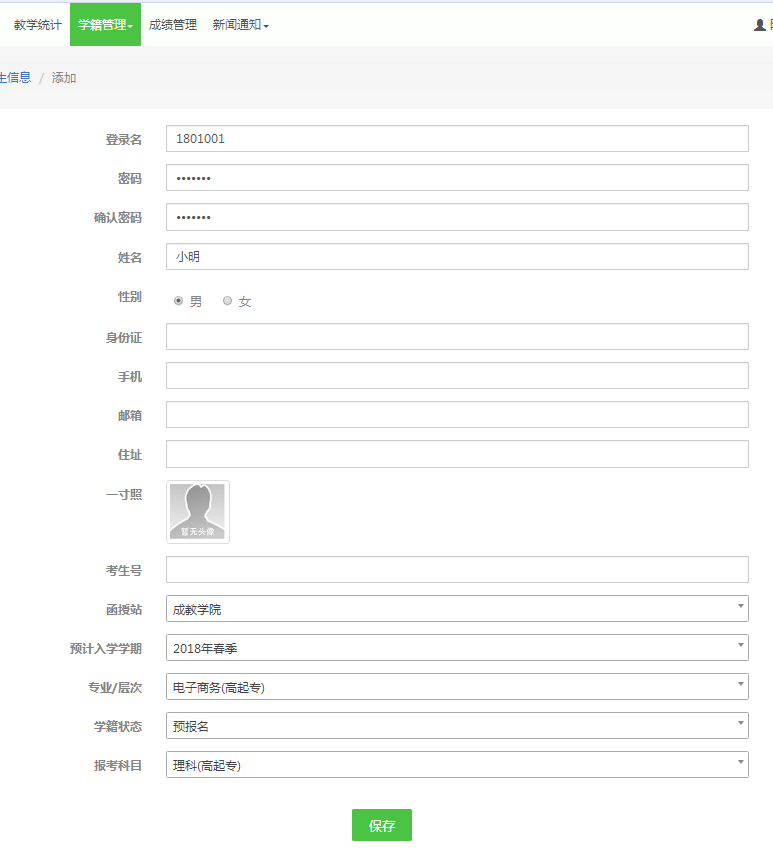 教学统计 学籍管理 成绩管理 新闻通知
生信息 / 添加
登录名 1801001
密码 •••••••
确认密码 •••••••
姓名 小明
性别 男 女
身份证
手机
邮箱
住址
一寸照
暂无头像
考生号
函授站 成教学院
预计入学学期 2018年春季
专业/层次 电子商务(高起专)
学籍状态 预报名
报考科目 理科(高起专)
保存